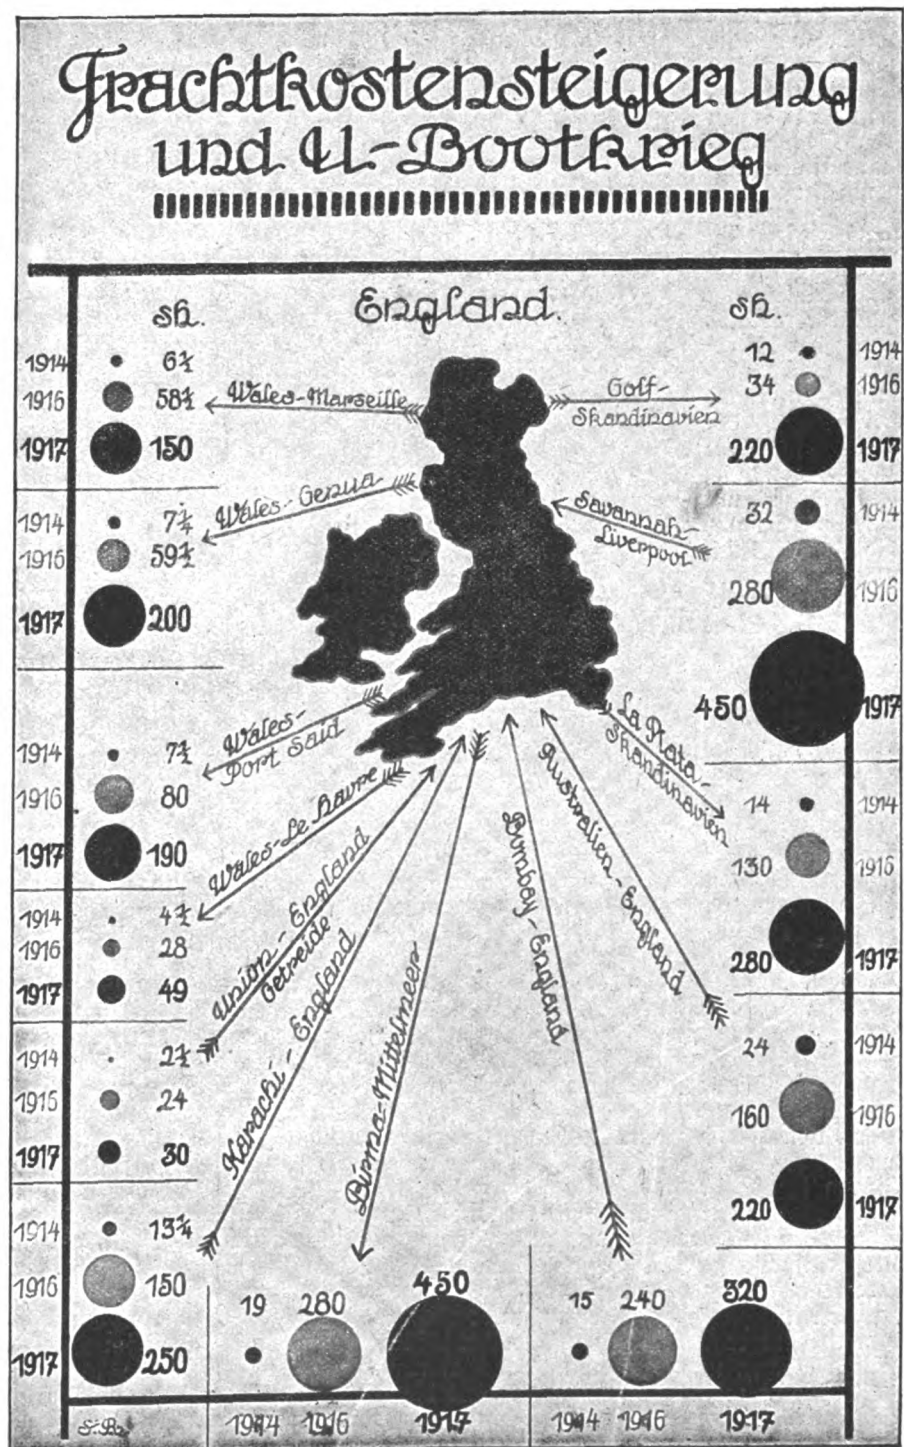 Frachtkostensteigerung
und U-Bootkrieg
England.
sh.
1914 6½
1916 58½
1917 150
Wales-Marseille
1914 7¼
1916 59½
1917 200
Wales-Genua
1914 7½
1916 80
1917 190
Wales-
Port Said
1914 4½
1916 28
1917 49
Wales-Le Havre
1914 2½
1916 24
1917 30
Union-England
Getreide
1914 13¾
1916 150
1917 250
Karachi-England
sh.
12 1914
34 1916
220 1917
Golf-
Skandinavien
32 1914
280 1916
450 1917
Savannah-
Liverpool
14 1914
130 1916
280 1917
La Plata-
Skandinavien
24 1914
160 1916
220 1917
Australien-England
Birma-Mittelmeer
19 280 450
1914 1916 1917
Bombay-England
15 240 320
1914 1916 1917